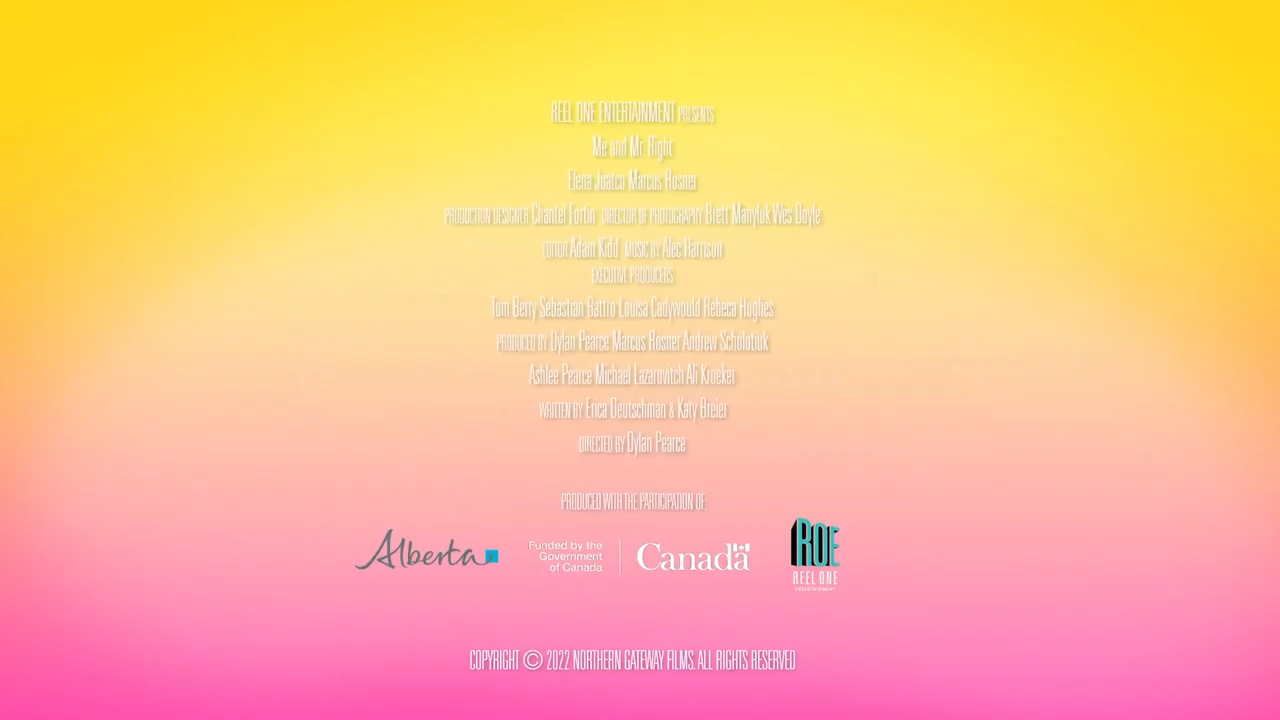 REEL ONE ENTERTAINMENT PRESENTS
Me and Mr Right
Elena Juatco Marcus Rosner
PRODUCTION DESIGNER Chantel Fortin DIRECTOR OF PHOTOGRAPHY Brett Manyluk Wes Doyle
EDITOR Adam Kidd MUSIC BY Alec Harrison
EXECUTIVE PRODUCERS
Tom Berry Sebastian Battro Louisa Cadywould Rebeca Hughes
PRODUCED BY Dylan Pearce Marcus Rosner Andrew Scholotiuk
Ashlee Pearce Michael Lazarovitch Ali Kroeker
WRITTEN BY Erica Deutschman & Katy Breier
DIRECTED BY Dylan Pearce
PRODUCED WITH THE PARTICIPATION OF:
Alberta
Funded by the
Government
of Canada
Canada
ROE
REEL ONE
ENTERTAINMENT
COPYRIGHT © 2022 NORTHERN GATEWAY FILMS. ALL RIGHTS RESERVED